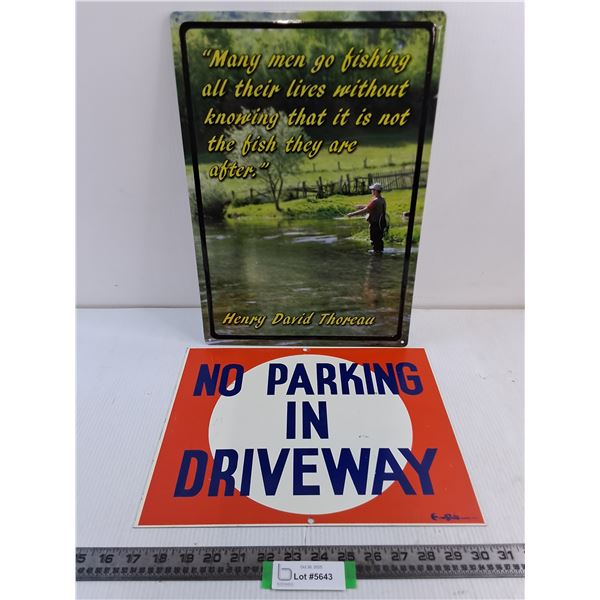 "Many men go fishing
all their lives without
knowing that it is not
the fish they are
after."
Henry David Thoreau
NO PARKING
IN
DRIVEWAY
16 17 18 19 20 21 22 23 24 25 26 27 28 29 30 31
Lot #5643